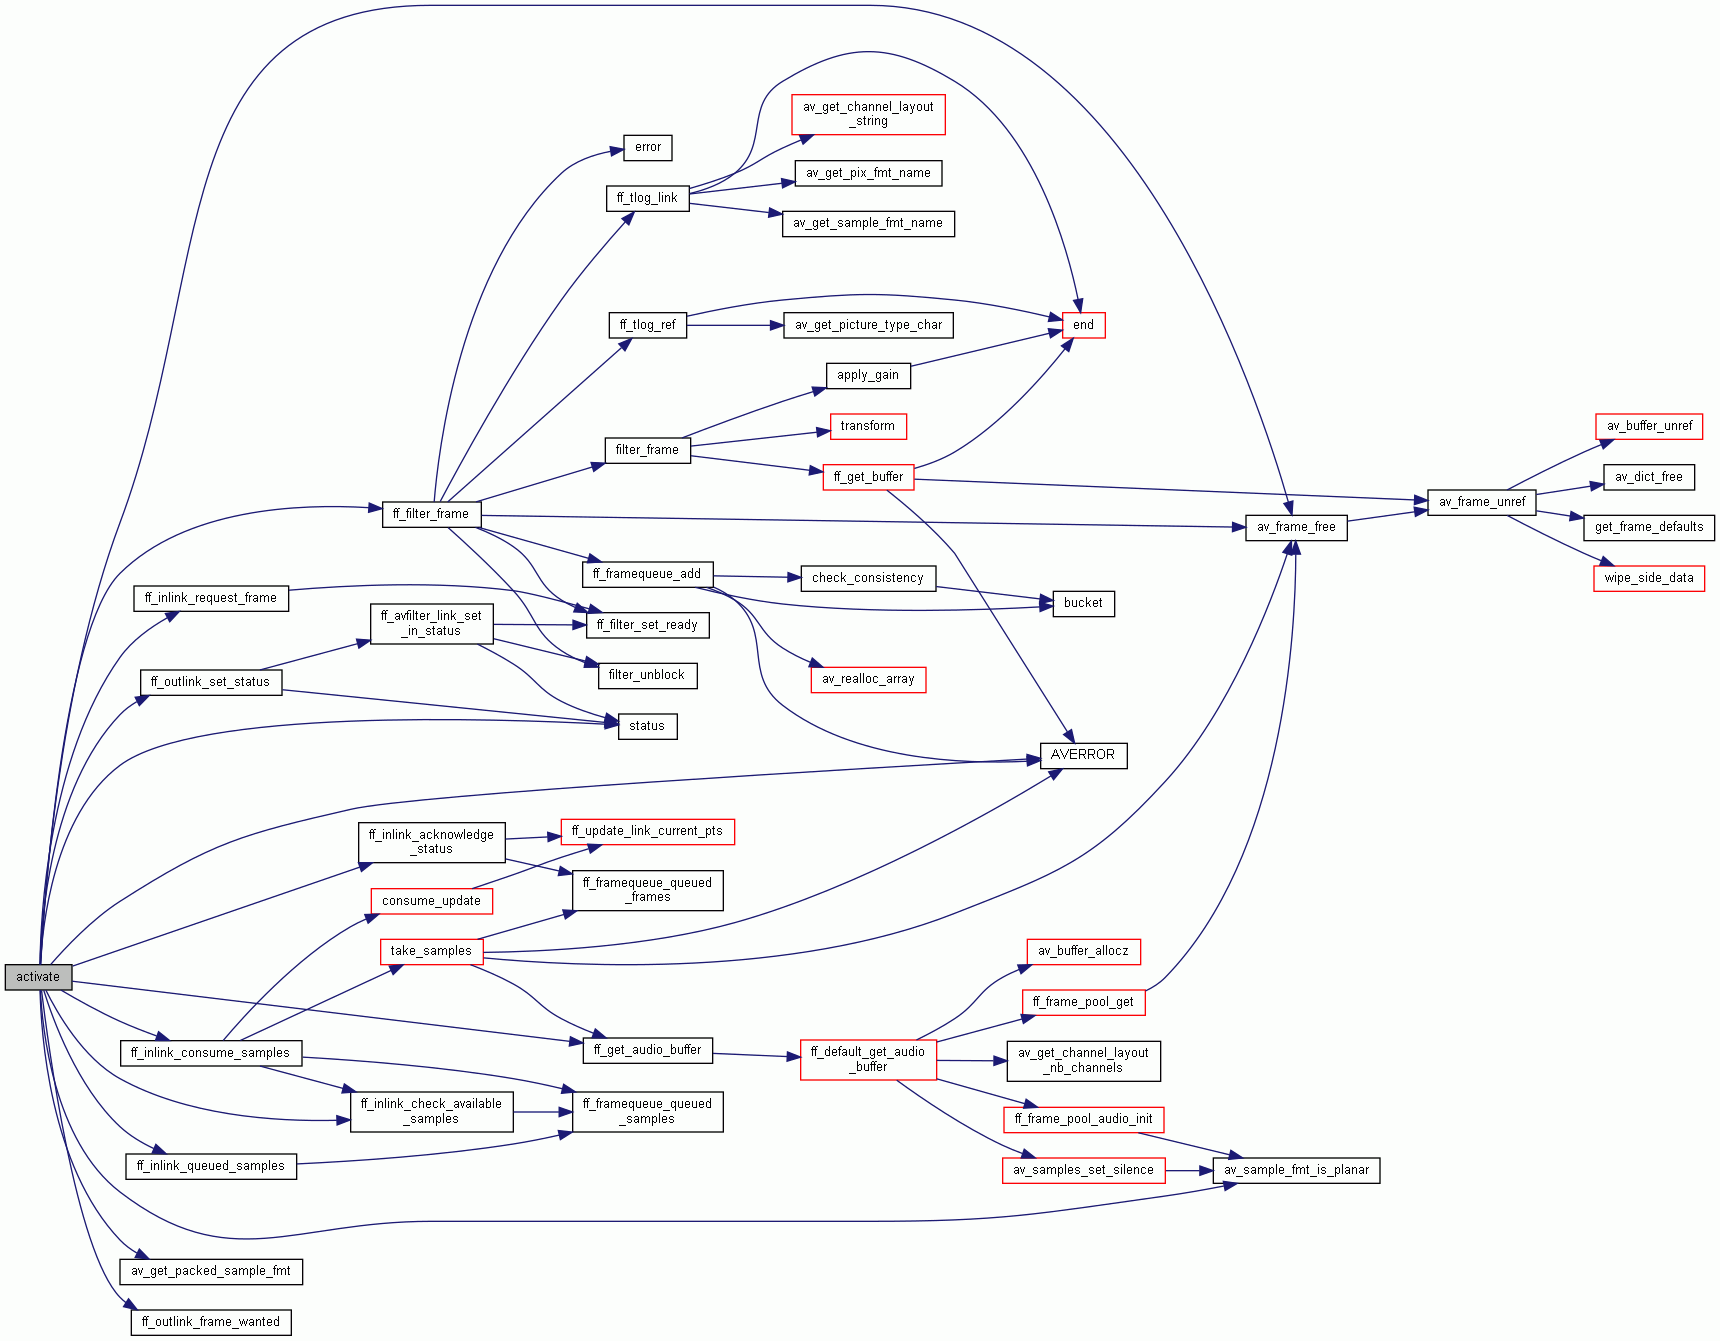 av_get_channel_layout
_string
error
av_get_pix_fmt_name
ff_tlog_link
av_get_sample_fmt_name
ff_tlog_ref
av_get_picture_type_char
end
apply_gain
transform
av_buffer_unref
filter_frame
ff_get_buffer
av_dict_free
av_frame_unref
ff_filter_frame
av_frame_free
get_frame_defaults
ff_framequeue_add
check_consistency
wipe_side_data
ff_inlink_request_frame
bucket
ff_avfilter_link_set
_in_status
ff_filter_set_ready
ff_outlink_set_status
filter_unblock
av_realloc_array
status
AVERROR
ff_inlink_acknowledge
_status
ff_update_link_current_pts
consume_update
ff_framequeue_queued
_frames
take_samples
av_buffer_allocz
activate
ff_frame_pool_get
ff_inlink_consume_samples
ff_get_audio_buffer
ff_default_get_audio
_buffer
av_get_channel_layout
_nb_channels
ff_inlink_check_available
_samples
ff_framequeue_queued
_samples
ff_frame_pool_audio_init
ff_inlink_queued_samples
av_samples_set_silence
av_sample_fmt_is_planar
av_get_packed_sample_fmt
ff_outlink_frame_wanted